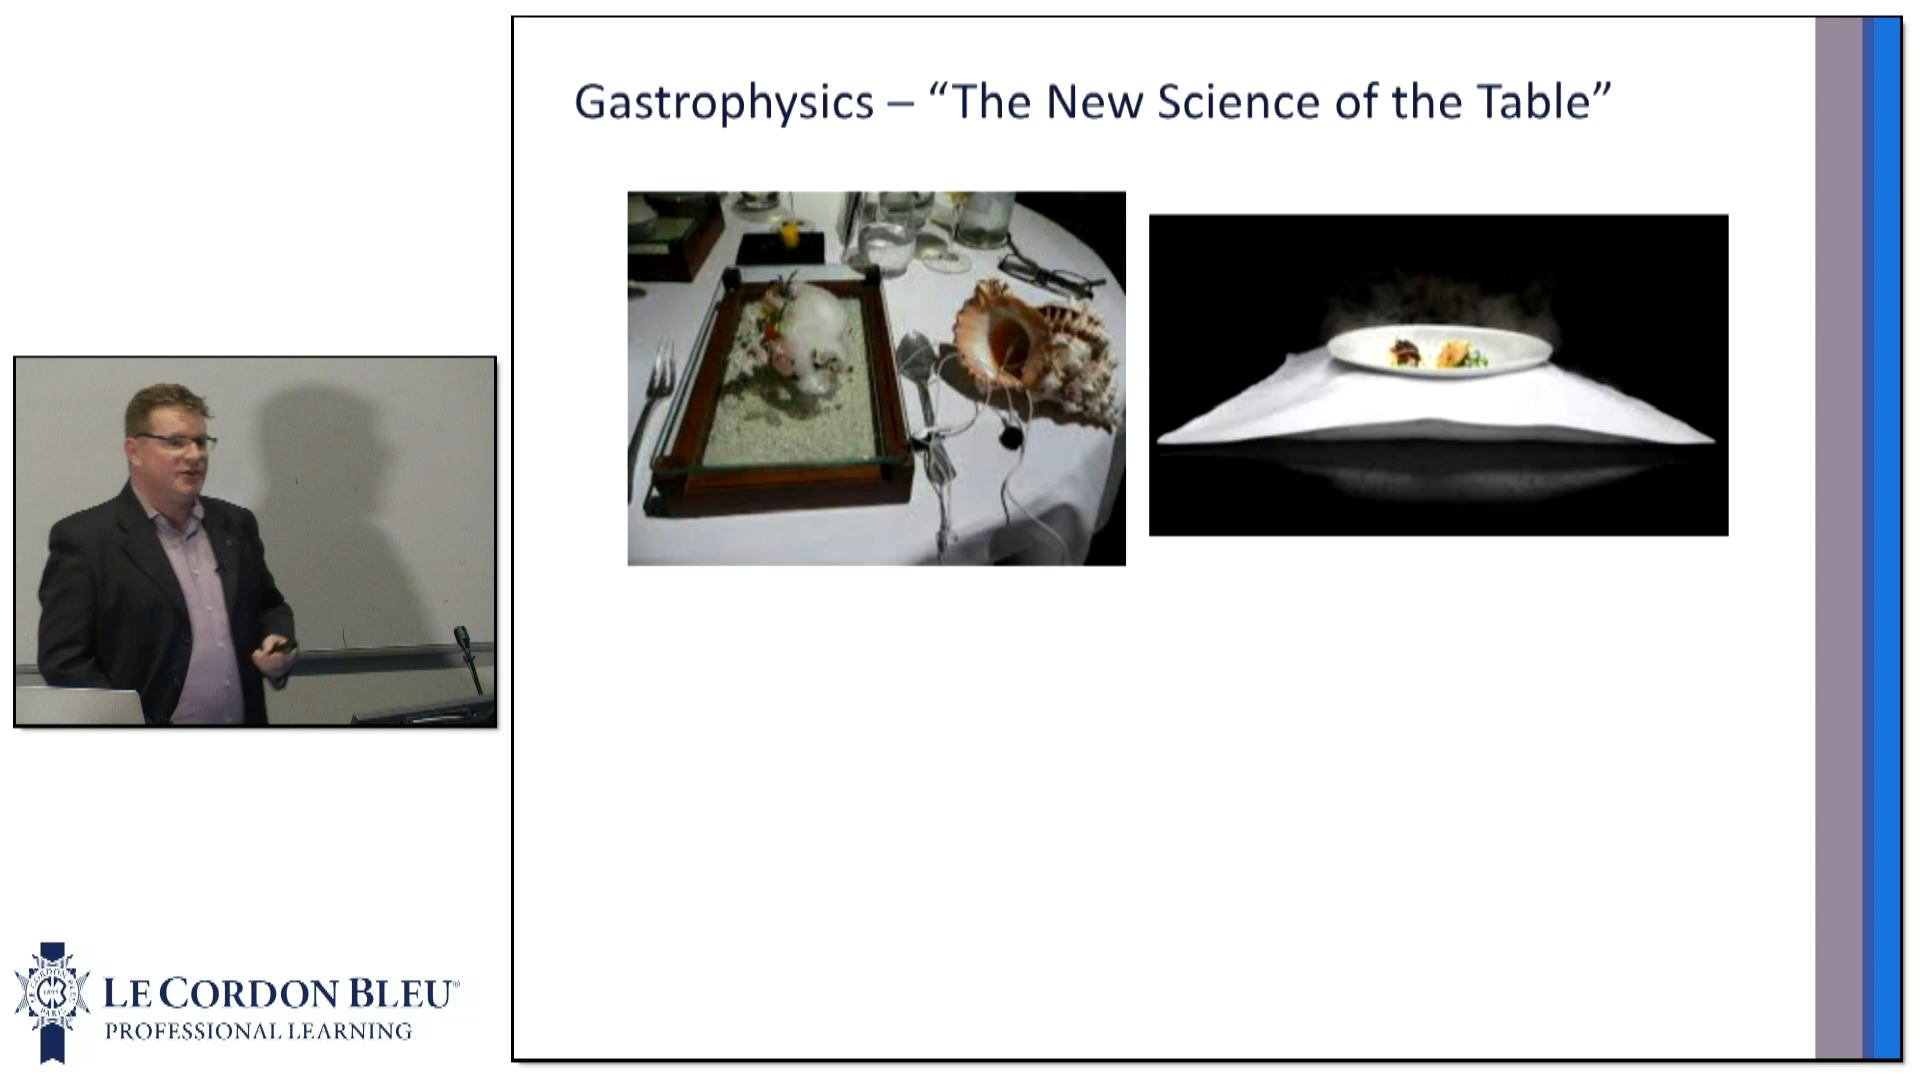 Gastrophysics – “The New Science of the Table”
LE CORDON BLEU®
PROFESSIONAL LEARNING